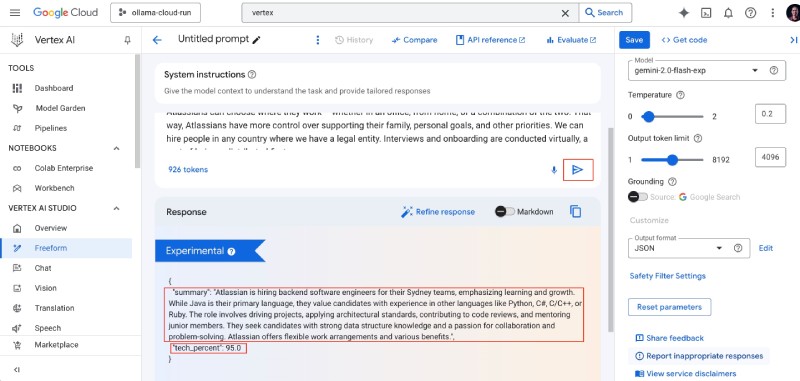 Google Cloud
ollama-cloud-run
vertex
Search
Vertex AI
Untitled prompt
History
Compare
API reference
Evaluate
Save
Get code
TOOLS
Dashboard
Model Garden
Pipelines
NOTEBOOKS
Colab Enterprise
Workbench
VERTEX AI STUDIO
Overview
Freeform
Chat
Vision
Translation
Speech
Marketplace
System instructions
Give the model context to understand the task and provide tailored responses
Atlassians can choose where they work – whether in an office, from home, or a combination of the two. That
way, Atlassians have more control over supporting their family, personal goals, and other priorities. We can
hire people in any country where we have a legal entity. Interviews and onboarding are conducted virtually, a
926 tokens
Response
Refine response
Markdown
Experimental
{
"summary": "Atlassian is hiring backend software engineers for their Sydney teams, emphasizing learning and growth.
While Java is their primary language, they value candidates with experience in other languages like Python, C#, C/C++, or
Ruby. The role involves driving projects, applying architectural standards, contributing to code reviews, and mentoring
junior members. They seek candidates with strong data structure knowledge and a passion for collaboration and
problem-solving. Atlassian offers flexible work arrangements and various benefits.",
"tech_percent": 95.0
}
Model
gemini-2.0-flash-exp
Temperature
0
2
0.2
Output token limit
1
8192
4096
Grounding
Source: Google Search
Customize
Output format
JSON
Edit
Safety Filter Settings
Reset parameters
Share feedback
Report inappropriate responses
View service disclaimers